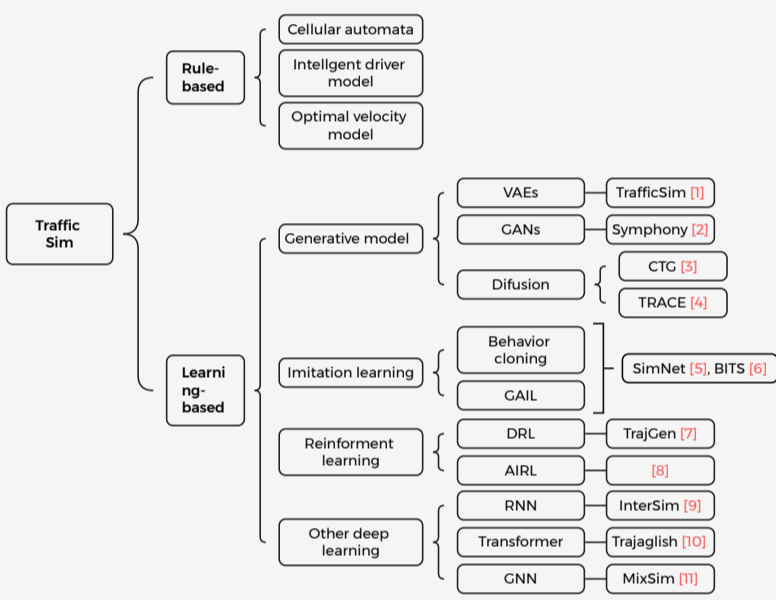 Traffic
Sim
Rule-
based
Cellular automata
Intellgent driver
model
Optimal velocity
model
Learni
ng-
based
Generative model
VAEs
TrafficSim [1]
GANs
Symphony [2]
Difusion
CTG [3]
TRACE [4]
Imitation learning
Behavior
cloning
GAIL
SimNet [5], BITS [6]
Reinforment
learning
DRL
TrajGen [7]
AIRL
[8]
Other deep
learning
RNN
InterSim [9]
Transformer
Trajaglish [10]
GNN
MixSim [11]